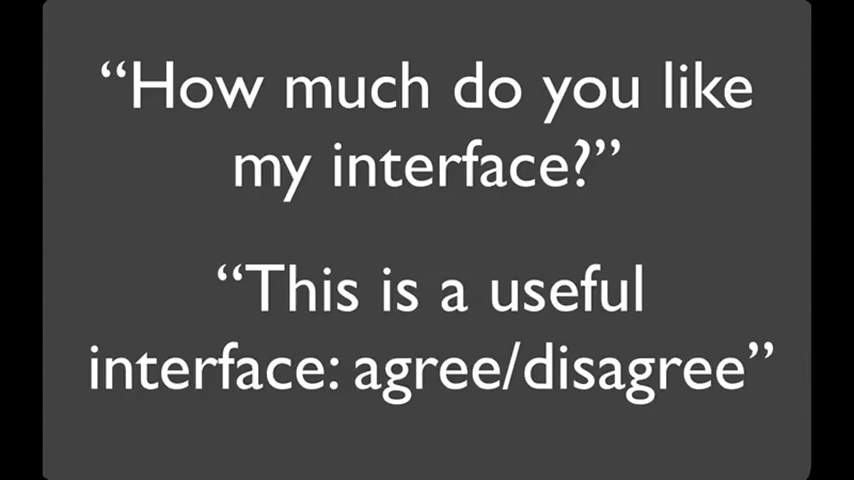 “How much do you like
my interface?”
“This is a useful
interface: agree/disagree”